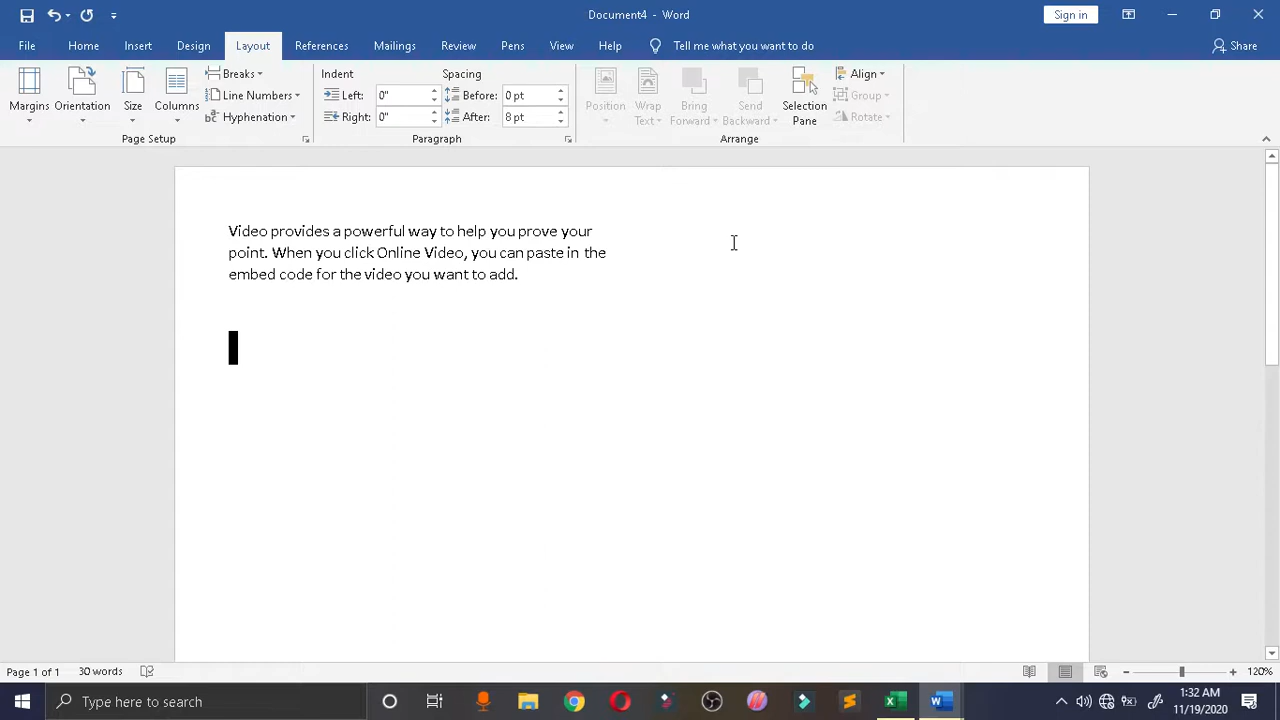 Document4 - Word
Sign in
File Home Insert Design Layout References Mailings Review Pens View Help Tell me what you want to do Share
Margins Orientation Size Columns
Breaks
Line Numbers
Hyphenation
Page Setup
Indent
Left: 0"
Right: 0"
Spacing
Before: 0 pt
After: 8 pt
Paragraph
Position
Wrap Text
Bring Forward
Send Backward
Selection Pane
Align
Group
Rotate
Arrange
Video provides a powerful way to help you prove your
point. When you click Online Video, you can paste in the
embed code for the video you want to add.
Page 1 of 1 30 words 120%
Type here to search
1:32 AM
11/19/2020